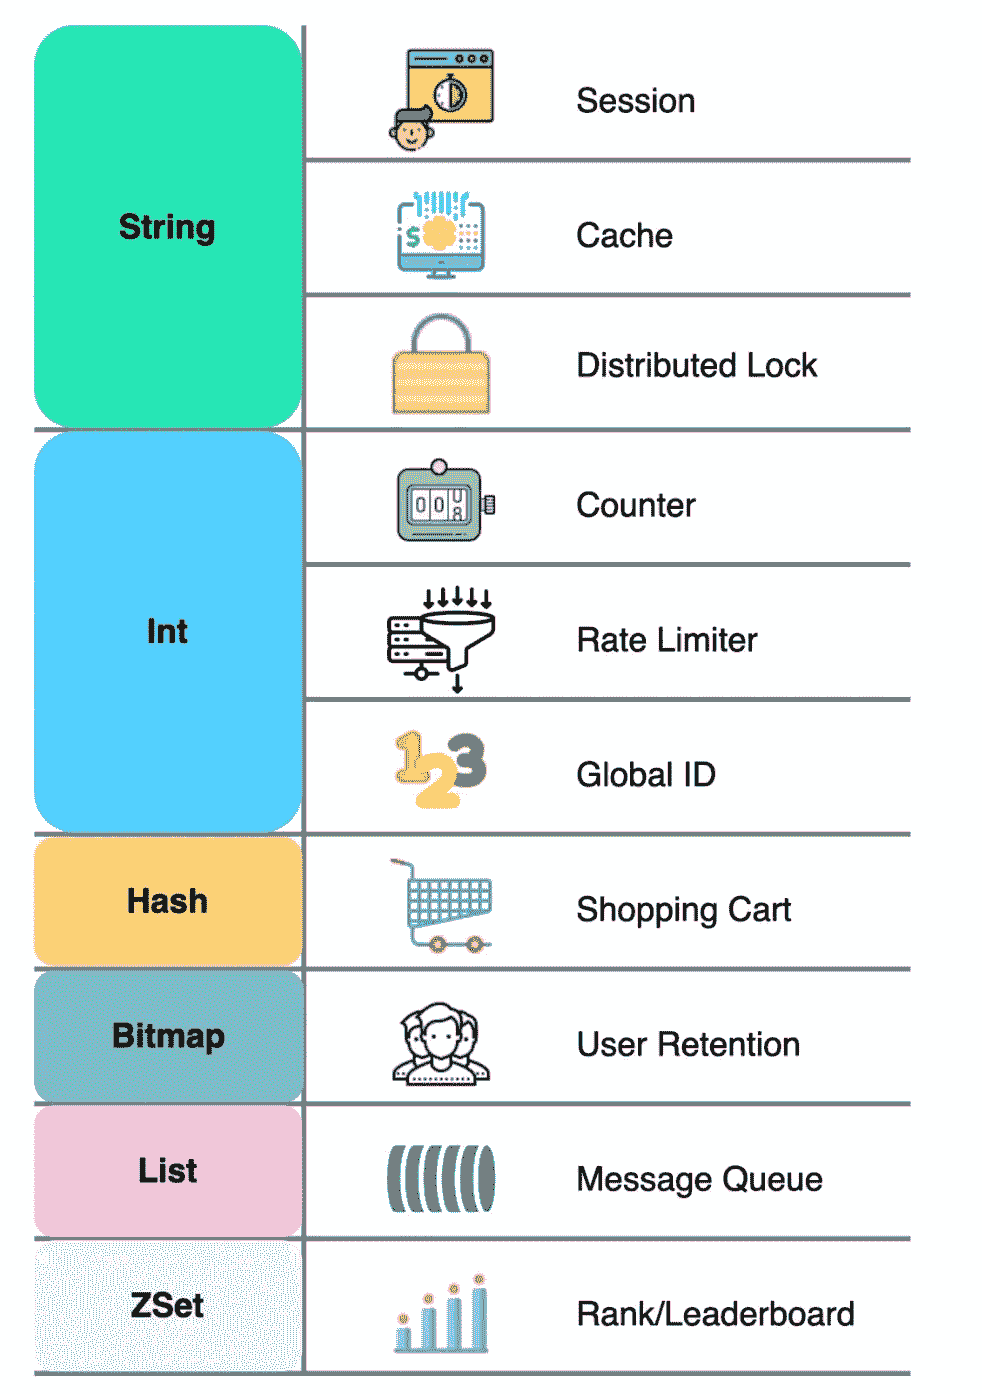 String
Session
Cache
Distributed Lock
Int
Counter
Rate Limiter
Global ID
Hash
Shopping Cart
Bitmap
User Retention
List
Message Queue
ZSet
Rank/Leaderboard